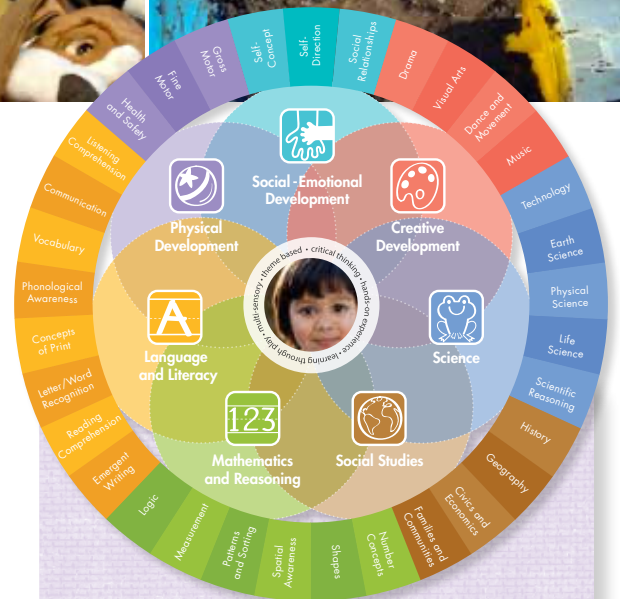 Self-
Concept
Self-
Direction
Social
Relationships
Drama
Visual Arts
Dance and
Movement
Music
Technology
Earth
Science
Physical
Science
Life
Science
Scientific
Reasoning
History
Geography
Civics and
Economics
Families and
Communities
Number
Concepts
Shapes
Spatial
Awareness
Patterns
and Sorting
Measurement
Logic
Emergent
Writing
Reading
Comprehension
Letter/Word
Recognition
Concepts
of Print
Phonological
Awareness
Vocabulary
Communication
Listening
Comprehension
Health
and Safety
Fine
Motor
Gross
Motor
Social-Emotional
Development
Physical
Development
Creative
Development
A
Language
and Literacy
Science
123
Mathematics
and Reasoning
Social Studies
theme based • critical thinking • hands-on experience • learning through play • multi-sensory •